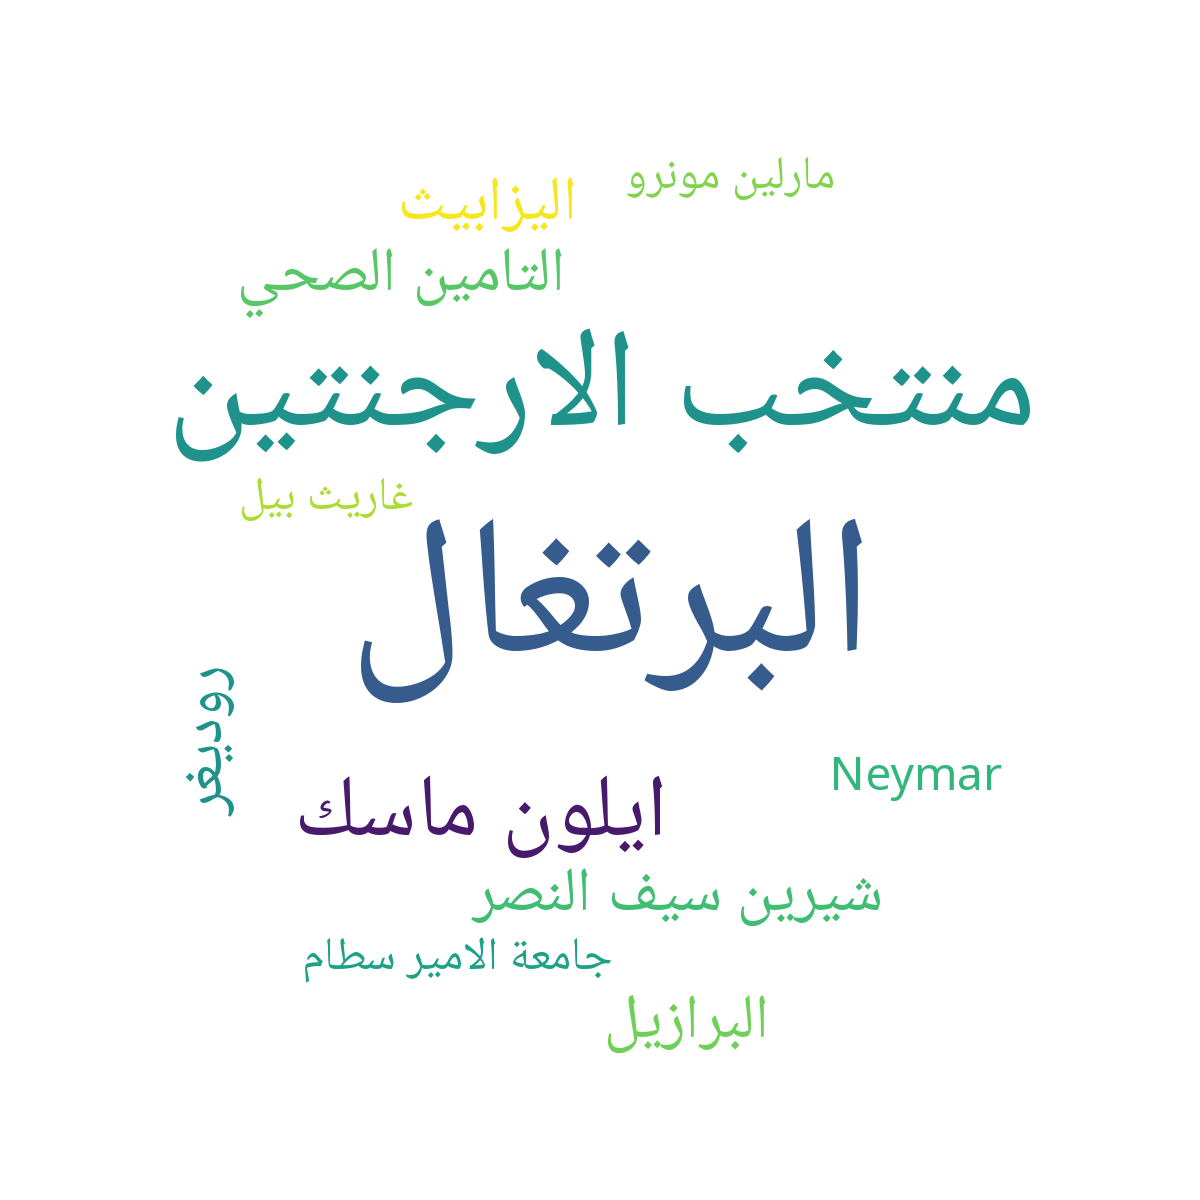 مارلين مونرو
اليزابيث
التامين الصحي
منتخب الارجنتين
غاريث بيل
البرتغال
روديغر
Neymar
ايلون ماسك
شيرين سيف النصر
جامعة الامير سطام
البرازيل